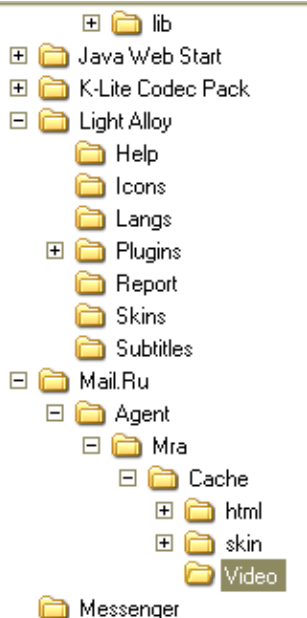 lib
Java Web Start
K-Lite Codec Pack
Light Alloy
Help
Icons
Langs
Plugins
Report
Skins
Subtitles
Mail.Ru
Agent
Mra
Cache
html
skin
Video
Messenger